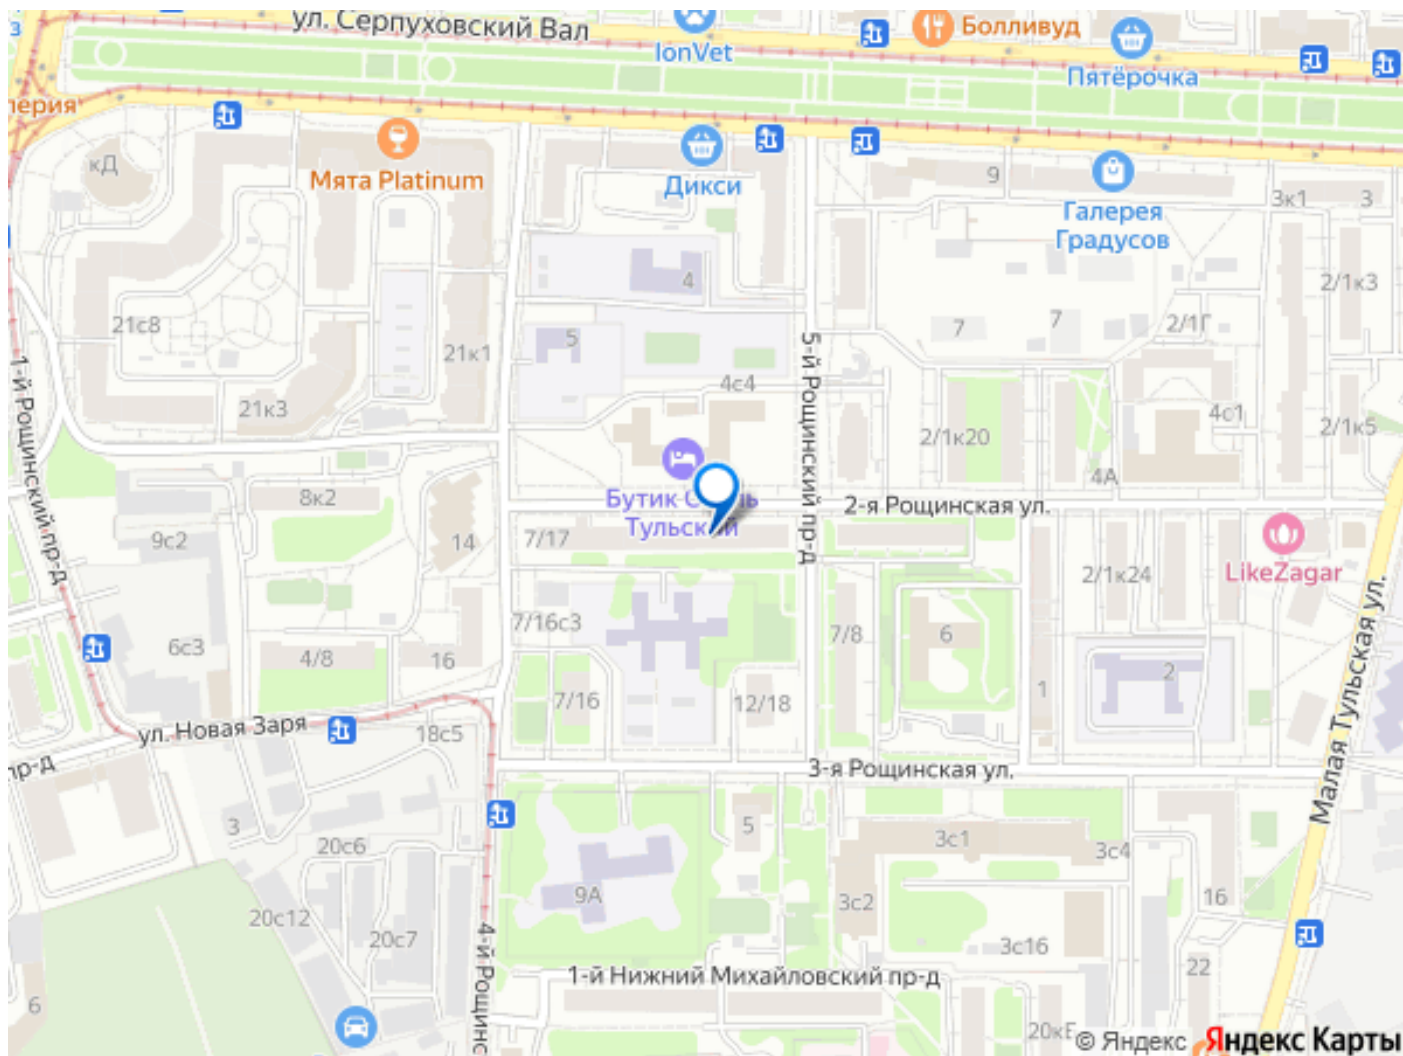 ул. Серпуховский Вал
3
IonVet
Болливуд
Пятёрочка
лерия
кД
Мята Platinum
Дикси
9
Галерея
Градусов
3к1
3
4
2/1к3
21с8
5
7
7
2/1Г
21к1
1-й Рощинский пр-д
5-й Рощинский пр-д
4с4
21к3
4с1
2/1к20
2/1к5
4А
8к2
Бутик
Тульский
2-я Рощинская ул.
9с2
14
7/17
LikeZagar
2/1к24
7/16с3
6с3
4/8
16
7/8
6
2
1
7/16
12/18
Малая Тульская ул.
ул. Новая Заря
18с5
пр-д
3-я Рощинская ул.
3
5
20с6
3с1
3с4
9А
16
20с12
20с7
3с2
3с16
4-й Рощинс
1-й Нижний Михайловский пр-д
22
6
20кЕ
© Яндекс Яндекс Карты